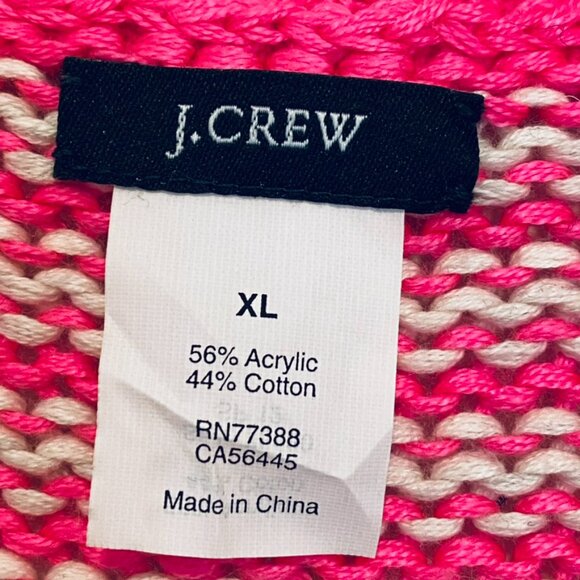 J.CREW
XL
56% Acrylic
44% Cotton
RN77388
CA56445
Made in China